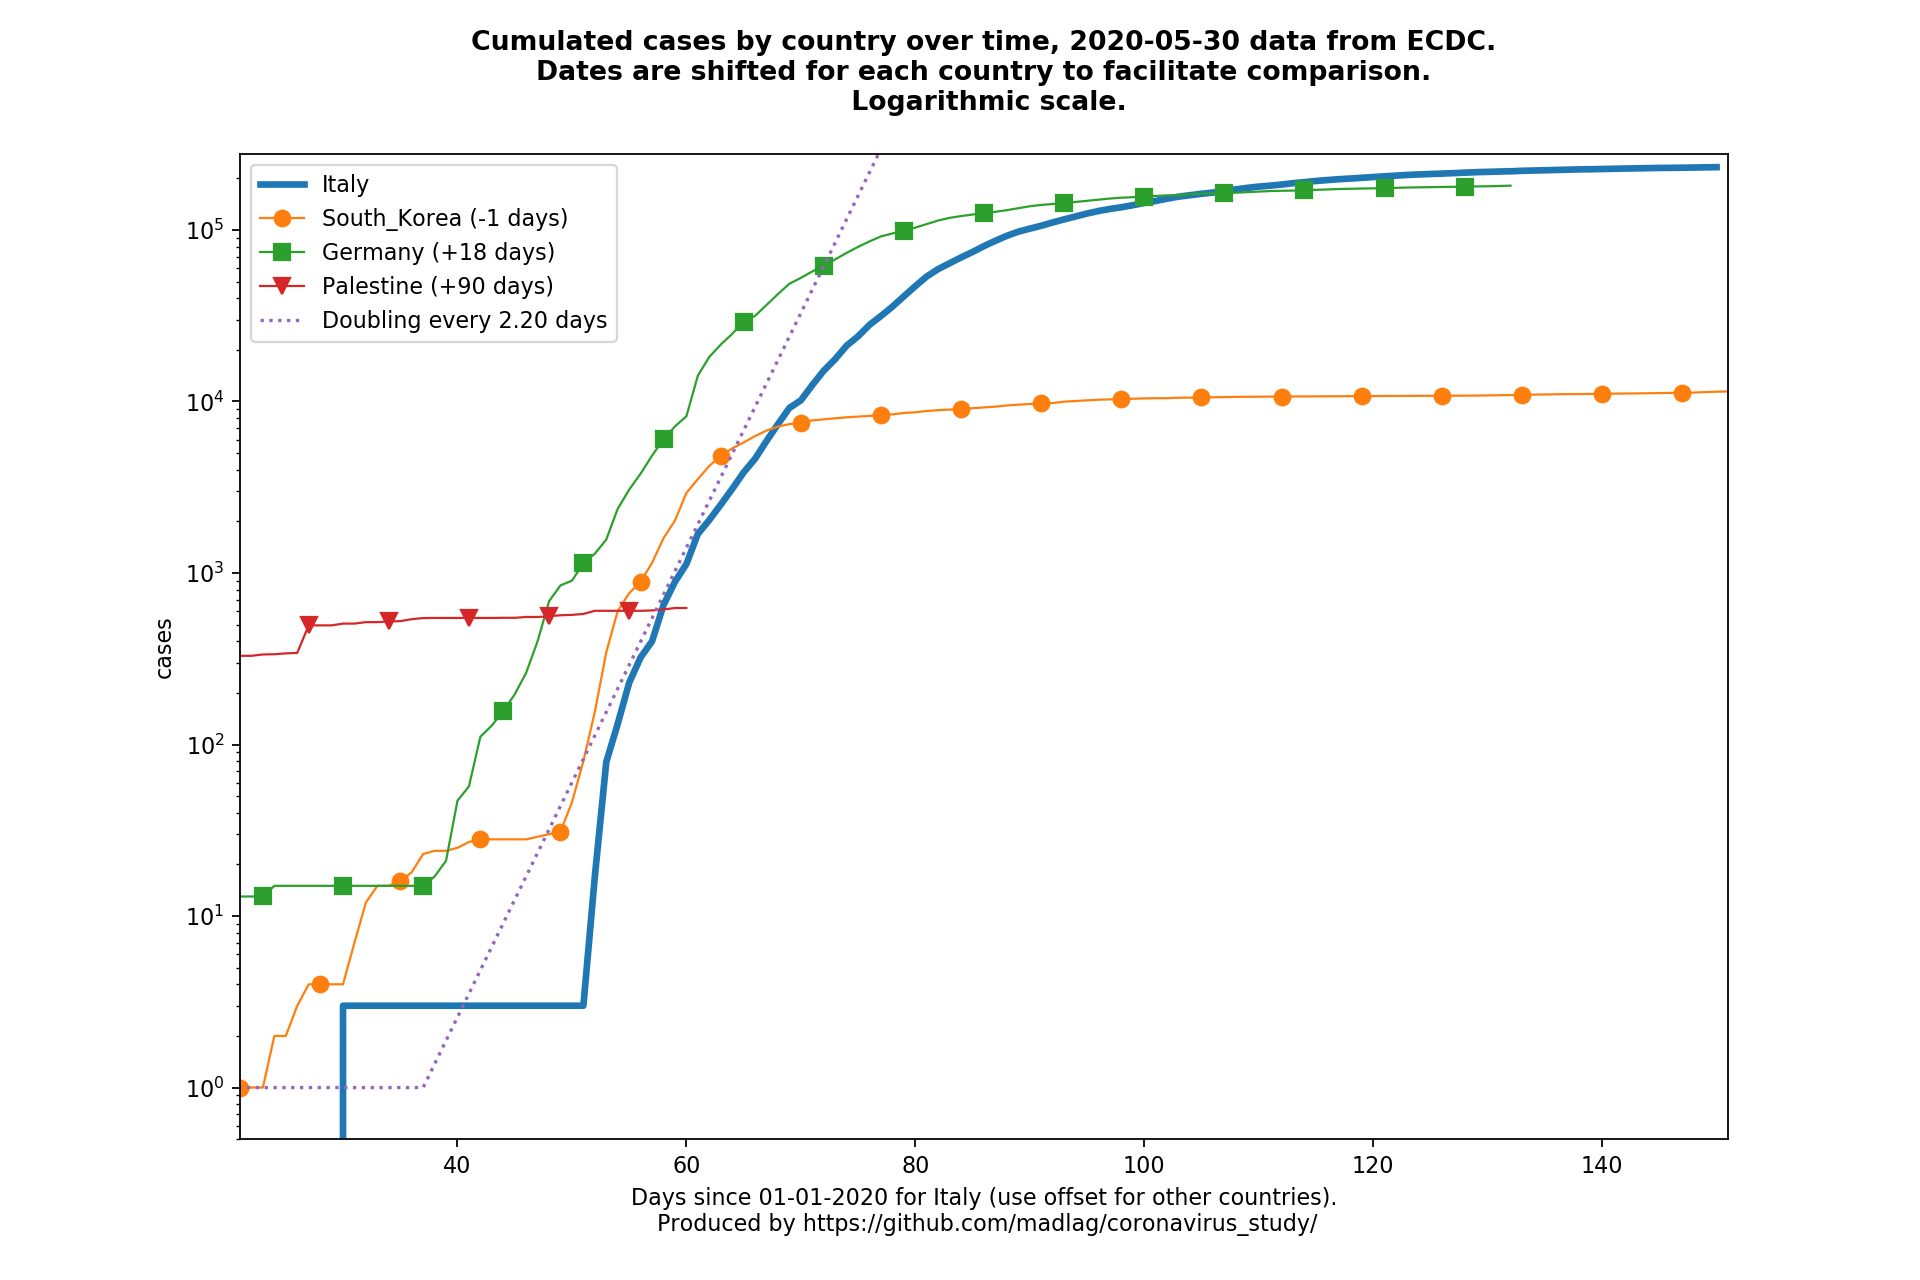 Cumulated cases by country over time, 2020-05-30 data from ECDC.
Dates are shifted for each country to facilitate comparison.
Logarithmic scale.
Italy
South_Korea (-1 days)
Germany (+18 days)
Palestine (+90 days)
Doubling every 2.20 days
10^5
10^4
10^3
10^2
10^1
10^0
cases
40 60 80 100 120 140
Days since 01-01-2020 for Italy (use offset for other countries).
Produced by https://github.com/madlag/coronavirus_study/